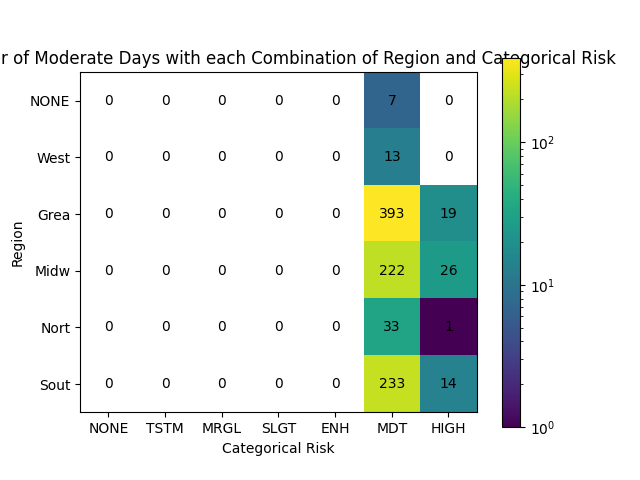 r of Moderate Days with each Combination of Region and Categorical Risk
NONE 0 0 0 0 0 7 0
West 0 0 0 0 0 13 0
Grea 0 0 0 0 0 393 19
Midw 0 0 0 0 0 222 26
Nort 0 0 0 0 0 33 1
Sout 0 0 0 0 0 233 14
NONE TSTM MRGL SLGT ENH MDT HIGH
Categorical Risk
Region
10²
10¹
10⁰